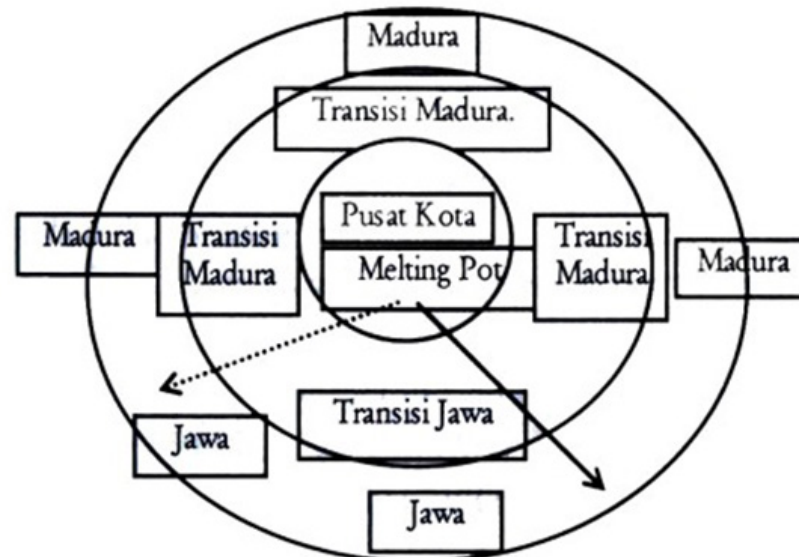 Madura
Transisi Madura.
Pusat Kota
Madura
Transisi
Madura
Melting Pot
Transisi
Madura
Madura
Transisi Jawa
Jawa
Jawa